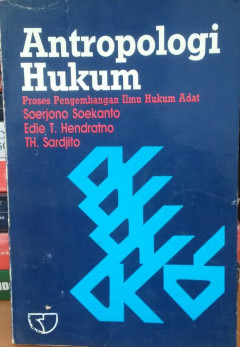 Antropologi
Hukum
Proses Pengembangan Ilmu Hukum Adat
Soerjono Soekanto
Edie T. Hendratno
TH. Sardjito